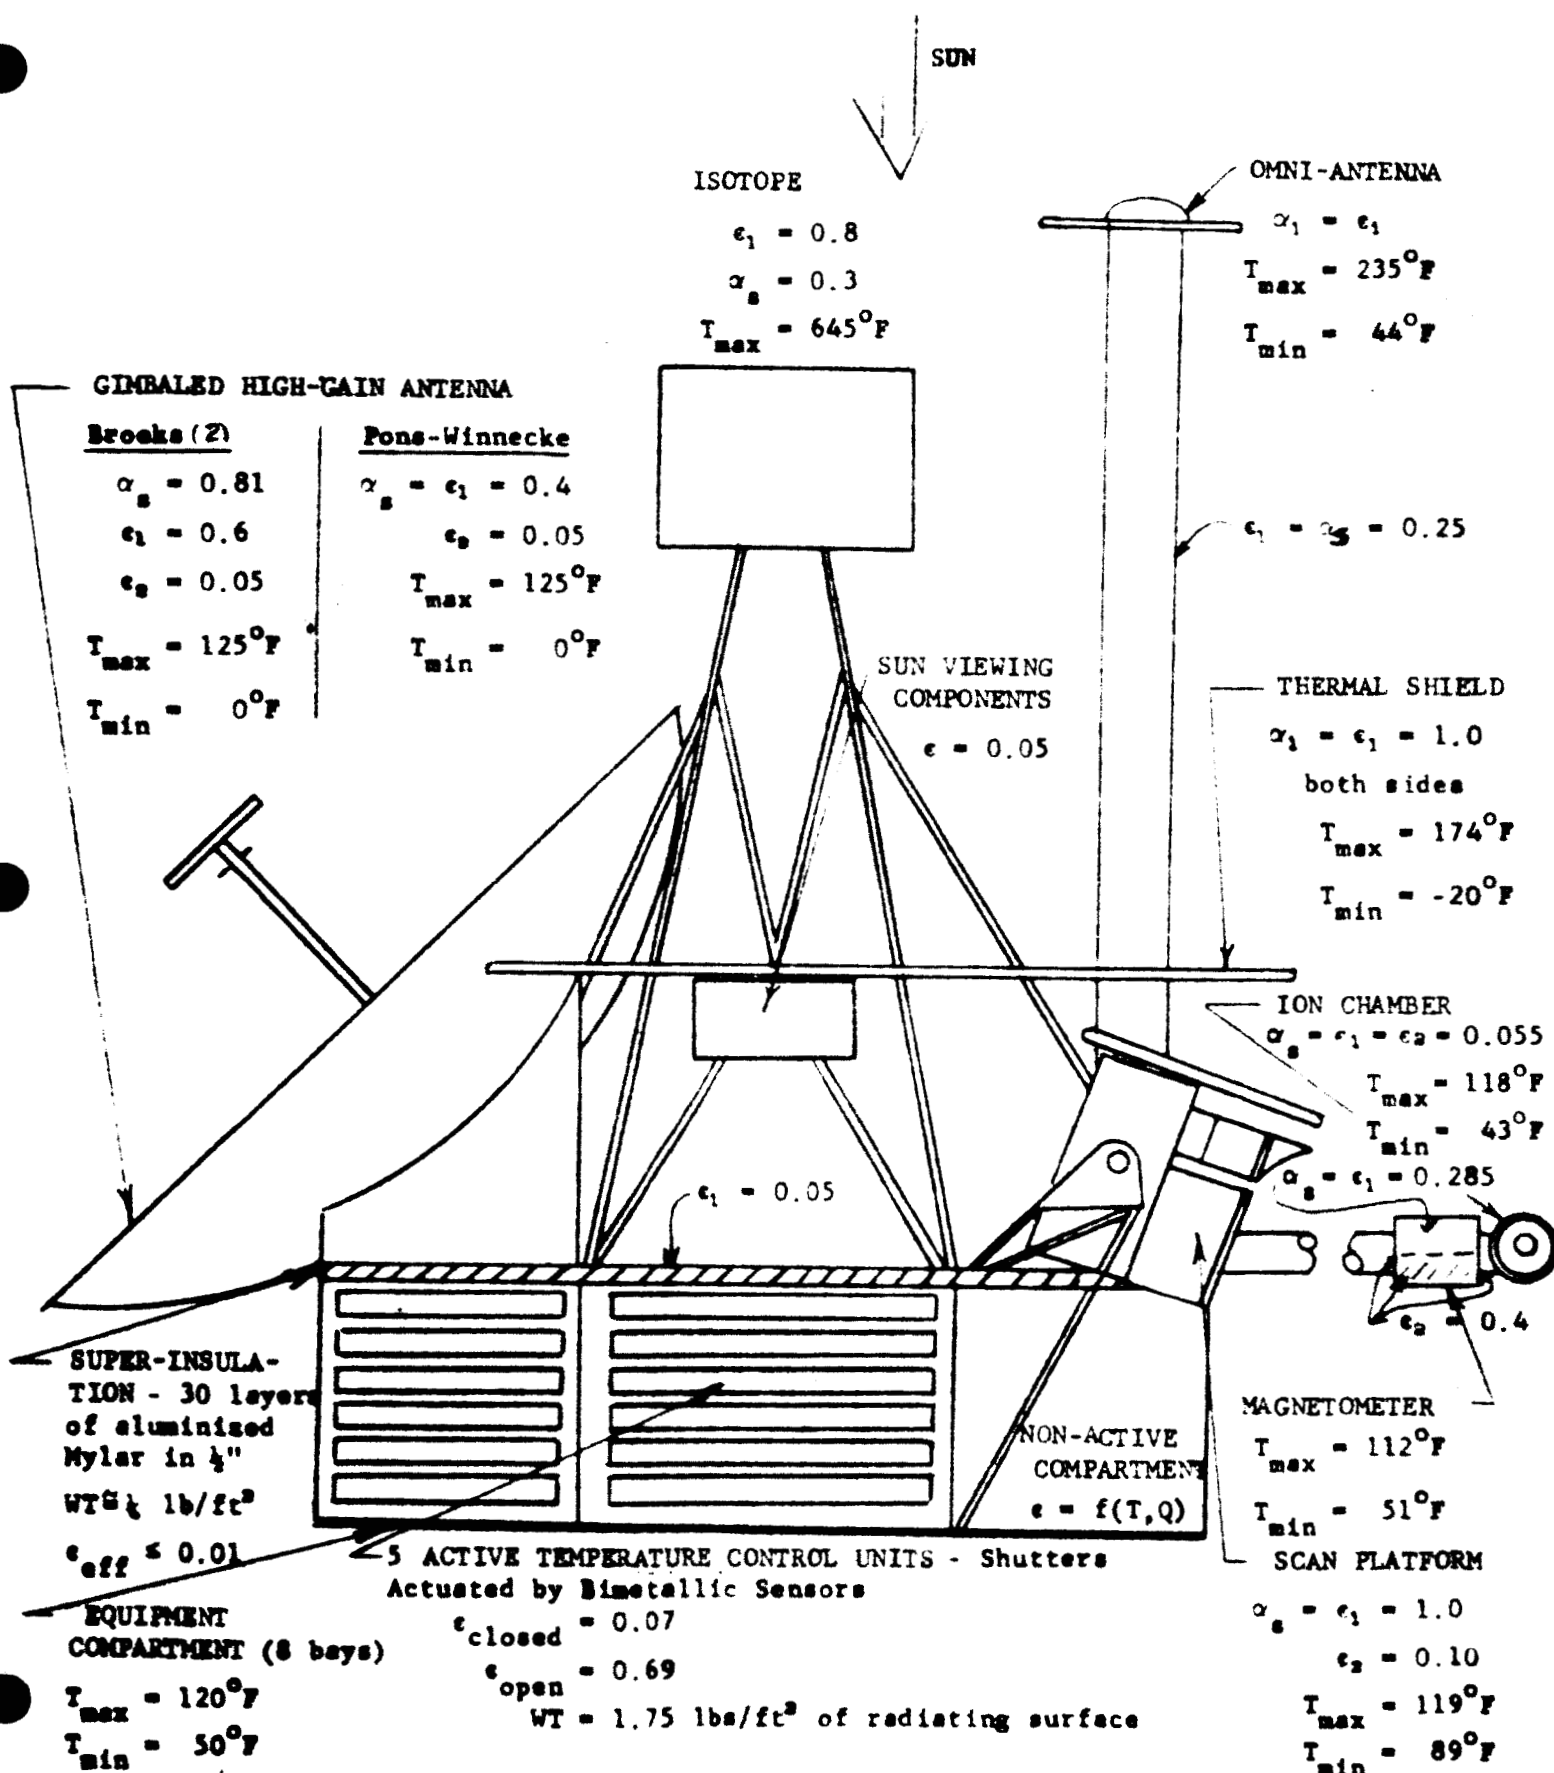 SUN
ISOTOPE
ε₁ = 0.8
αₛ = 0.3
Tmax = 645°F
OMNI-ANTENNA
α₁ = ε₁
Tmax = 235°F
Tmin = 44°F
GIMBALED HIGH-GAIN ANTENNA
Brooks(2)
αₛ = 0.81
ε₁ = 0.6
ε₂ = 0.05
Tmax = 125°F
Tmin = 0°F
Pons-Winnecke
αₛ = ε₁ = 0.4
ε₂ = 0.05
Tmax = 125°F
Tmin = 0°F
ε₁ = αₛ = 0.25
SUN VIEWING
COMPONENTS
ε = 0.05
THERMAL SHIELD
α₁ = ε₁ = 1.0
both sides
Tmax = 174°F
Tmin = -20°F
ION CHAMBER
αₛ = ε₁ = ε₂ = 0.055
Tmax = 118°F
Tmin = 43°F
αₛ = ε₁ = 0.285
ε₁ = 0.05
ε₂ = 0.4
SUPER-INSULA-
TION - 30 layers
of aluminized
Mylar in ¼"
WT ≅ ¼ lb/ft²
εeff ≤ 0.01
NON-ACTIVE
COMPARTMENT
ε = f(T,Q)
MAGNETOMETER
Tmax = 112°F
Tmin = 51°F
5 ACTIVE TEMPERATURE CONTROL UNITS - Shutters
Actuated by Bimetallic Sensors
εclosed = 0.07
εopen = 0.69
WT = 1.75 lbs/ft² of radiating surface
EQUIPMENT
COMPARTMENT (8 bays)
Tmax = 120°F
Tmin = 50°F
SCAN PLATFORM
αₛ = ε₁ = 1.0
ε₂ = 0.10
Tmax = 119°F
Tmin = 89°F